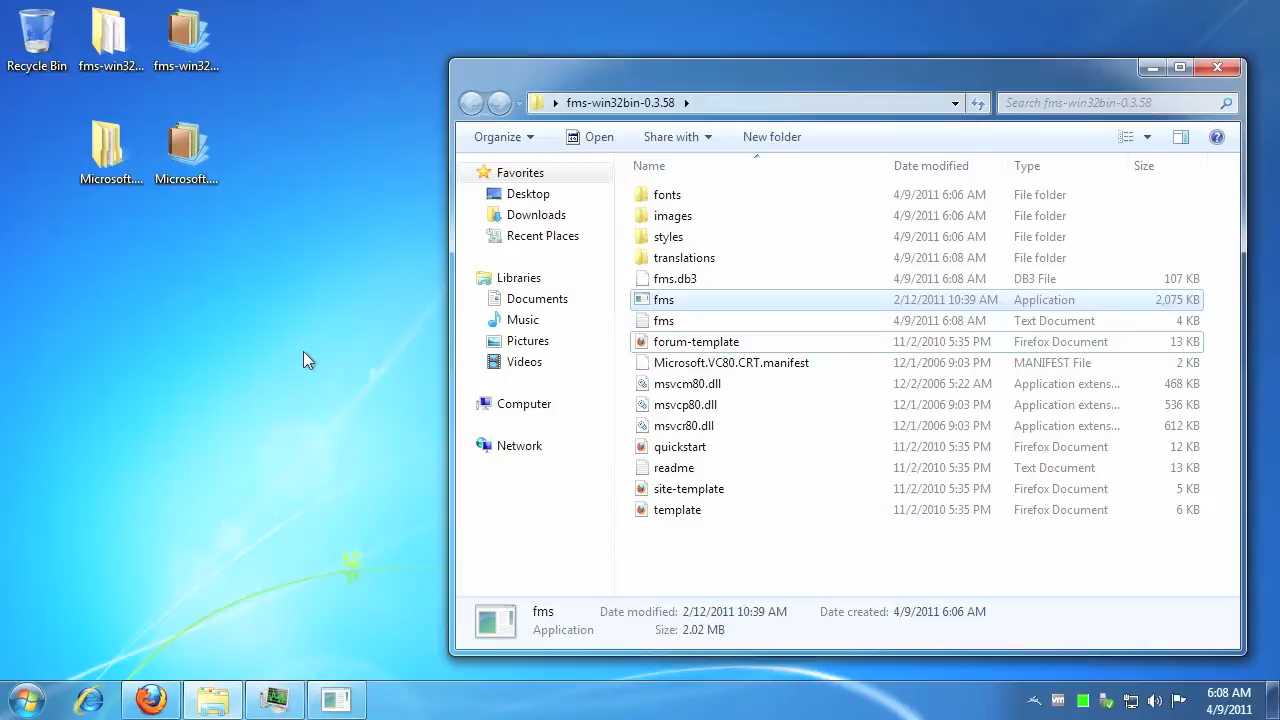 Recycle Bin
fms-win32...
fms-win32...
Microsoft....
Microsoft....
fms-win32bin-0.3.58
Search fms-win32bin-0.3.58
Organize
Open
Share with
New folder
Favorites
Desktop
Downloads
Recent Places
Libraries
Documents
Music
Pictures
Videos
Computer
Network
Name Date modified Type Size
fonts 4/9/2011 6:06 AM File folder
images 4/9/2011 6:06 AM File folder
styles 4/9/2011 6:06 AM File folder
translations 4/9/2011 6:08 AM File folder
fms.db3 4/9/2011 6:08 AM DB3 File 107 KB
fms 2/12/2011 10:39 AM Application 2,075 KB
fms 4/9/2011 6:08 AM Text Document 4 KB
forum-template 11/2/2010 5:35 PM Firefox Document 13 KB
Microsoft.VC80.CRT.manifest 12/1/2006 9:03 PM MANIFEST File 2 KB
msvcm80.dll 12/2/2006 5:22 AM Application extens... 468 KB
msvcp80.dll 12/1/2006 9:03 PM Application extens... 536 KB
msvcr80.dll 12/1/2006 9:03 PM Application extens... 612 KB
quickstart 11/2/2010 5:35 PM Firefox Document 12 KB
readme 11/2/2010 5:35 PM Text Document 13 KB
site-template 11/2/2010 5:35 PM Firefox Document 5 KB
template 11/2/2010 5:35 PM Firefox Document 6 KB
fms Date modified: 2/12/2011 10:39 AM Date created: 4/9/2011 6:06 AM
Application Size: 2.02 MB
6:08 AM
4/9/2011